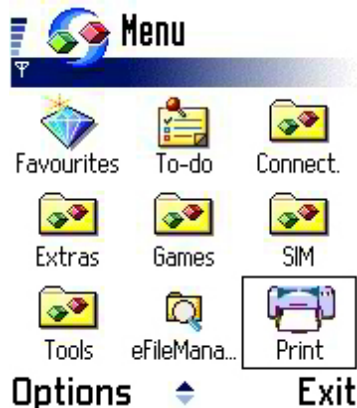 Menu
Favourites To-do Connect.
Extras Games SIM
Tools eFileMana... Print
Options Exit